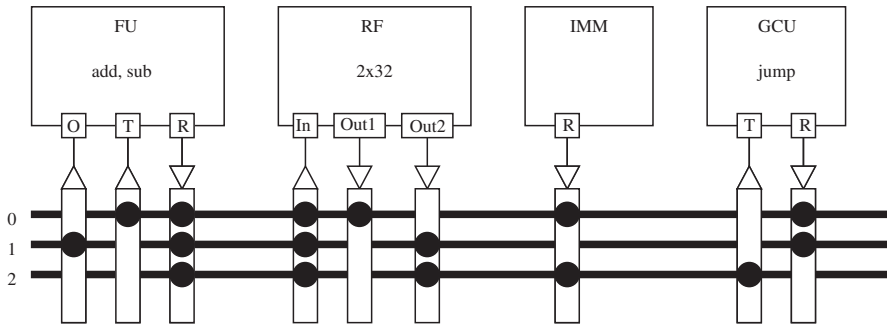 FU
RF
IMM
GCU
add, sub
2x32
jump
O T R
In Out1 Out2
R
T R
0
1
2